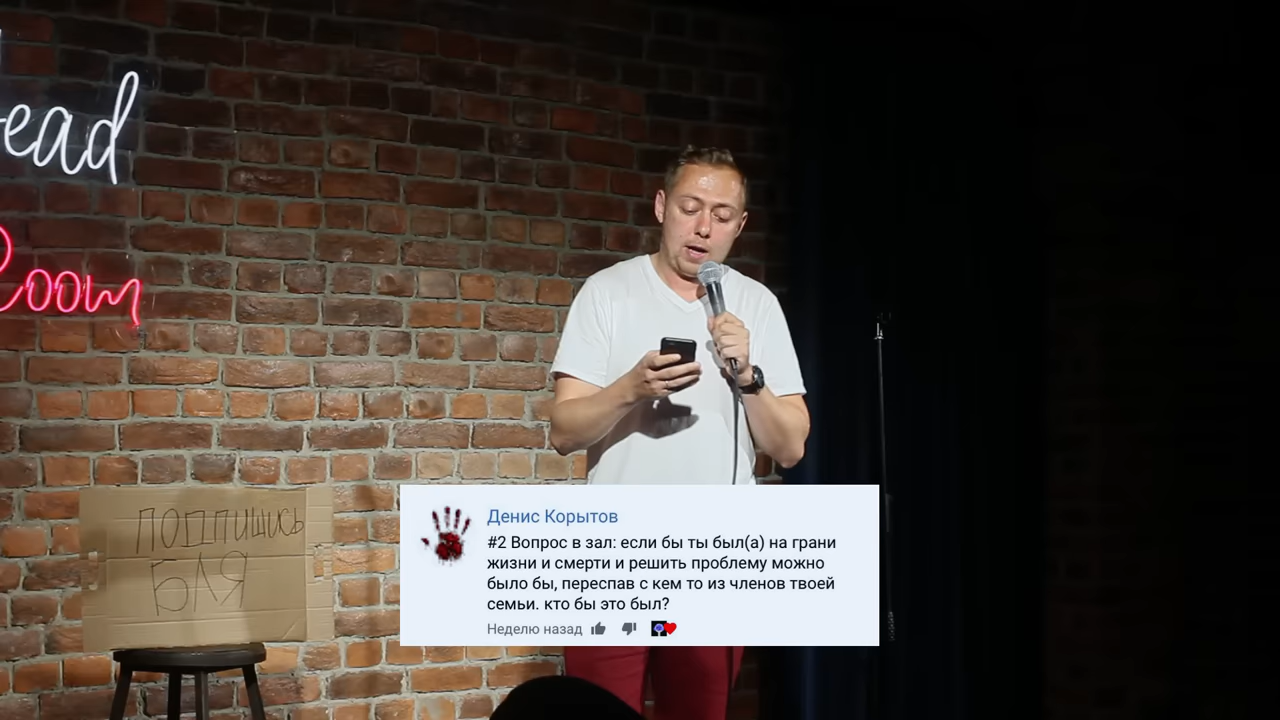 ead
Room
ПОДПИШИСЬ
БЛЯ
Денис Корытов
#2 Вопрос в зал: если бы ты был(а) на грани
жизни и смерти и решить проблему можно
было бы, переспав с кем то из членов твоей
семьи. кто бы это был?
Неделю назад